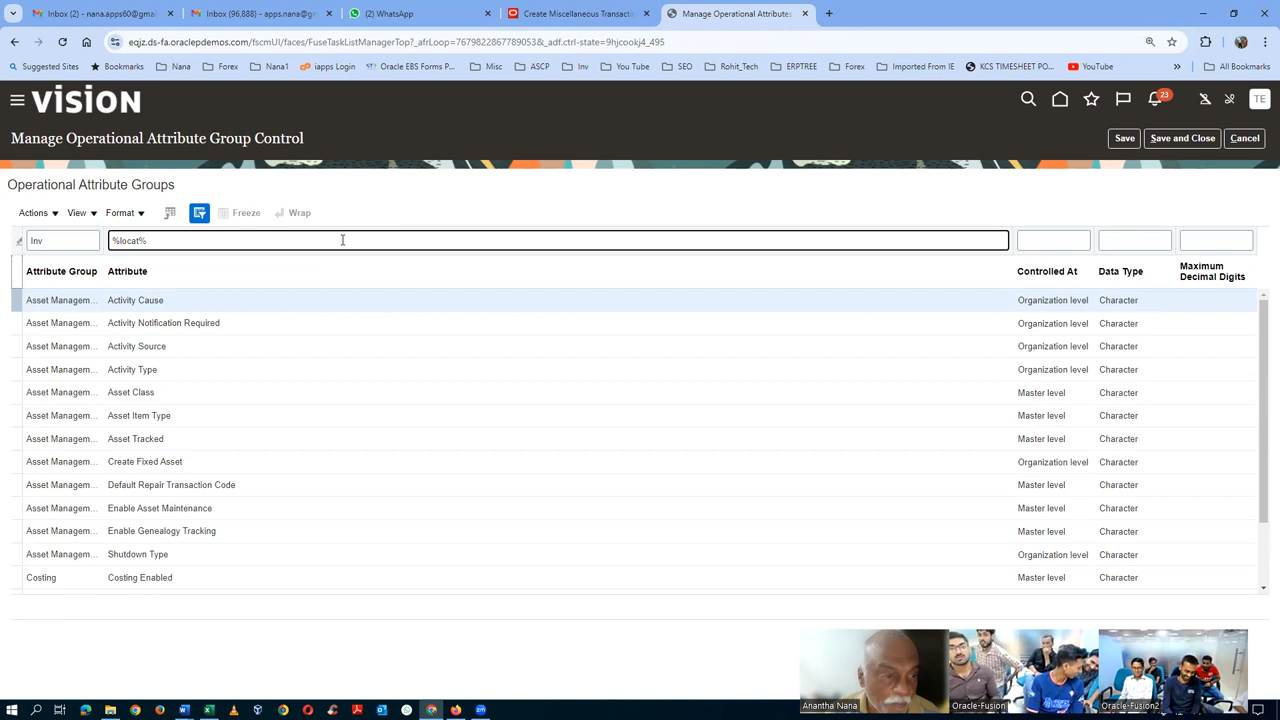 Inbox (2) - nana.apps60@gmai
Inbox (96,888) - apps.nana@gm
(2) WhatsApp
Create Miscellaneous Transactic
Manage Operational Attributes
eqjz.ds-fa.oraclepdemos.com/fscmUI/faces/FuseTaskListManagerTop?_afrLoop=7679822867789053&_adf.ctrl-state=9hjcookj4_495
Suggested Sites Bookmarks Nana Forex Nana1 iapps Login Oracle EBS Forms P... Misc ASCP Inv You Tube SEO Rohit_Tech ERPTREE Forex Imported From IE KCS TIMESHEET PO... YouTube » All Bookmarks
VISION
23
TE
Manage Operational Attribute Group Control
Save Save and Close Cancel
Operational Attribute Groups
Actions View Format Freeze Wrap
Inv %locat%
Attribute Group Attribute Controlled At Data Type Maximum
Decimal Digits
Asset Managem... Activity Cause Organization level Character
Asset Managem... Activity Notification Required Organization level Character
Asset Managem... Activity Source Organization level Character
Asset Managem... Activity Type Organization level Character
Asset Managem... Asset Class Master level Character
Asset Managem... Asset Item Type Master level Character
Asset Managem... Asset Tracked Master level Character
Asset Managem... Create Fixed Asset Organization level Character
Asset Managem... Default Repair Transaction Code Master level Character
Asset Managem... Enable Asset Maintenance Master level Character
Asset Managem... Enable Genealogy Tracking Master level Character
Asset Managem... Shutdown Type Organization level Character
Costing Costing Enabled Master level Character
Anantha Nana
Oracle-Fusion
Oracle-Fusion2